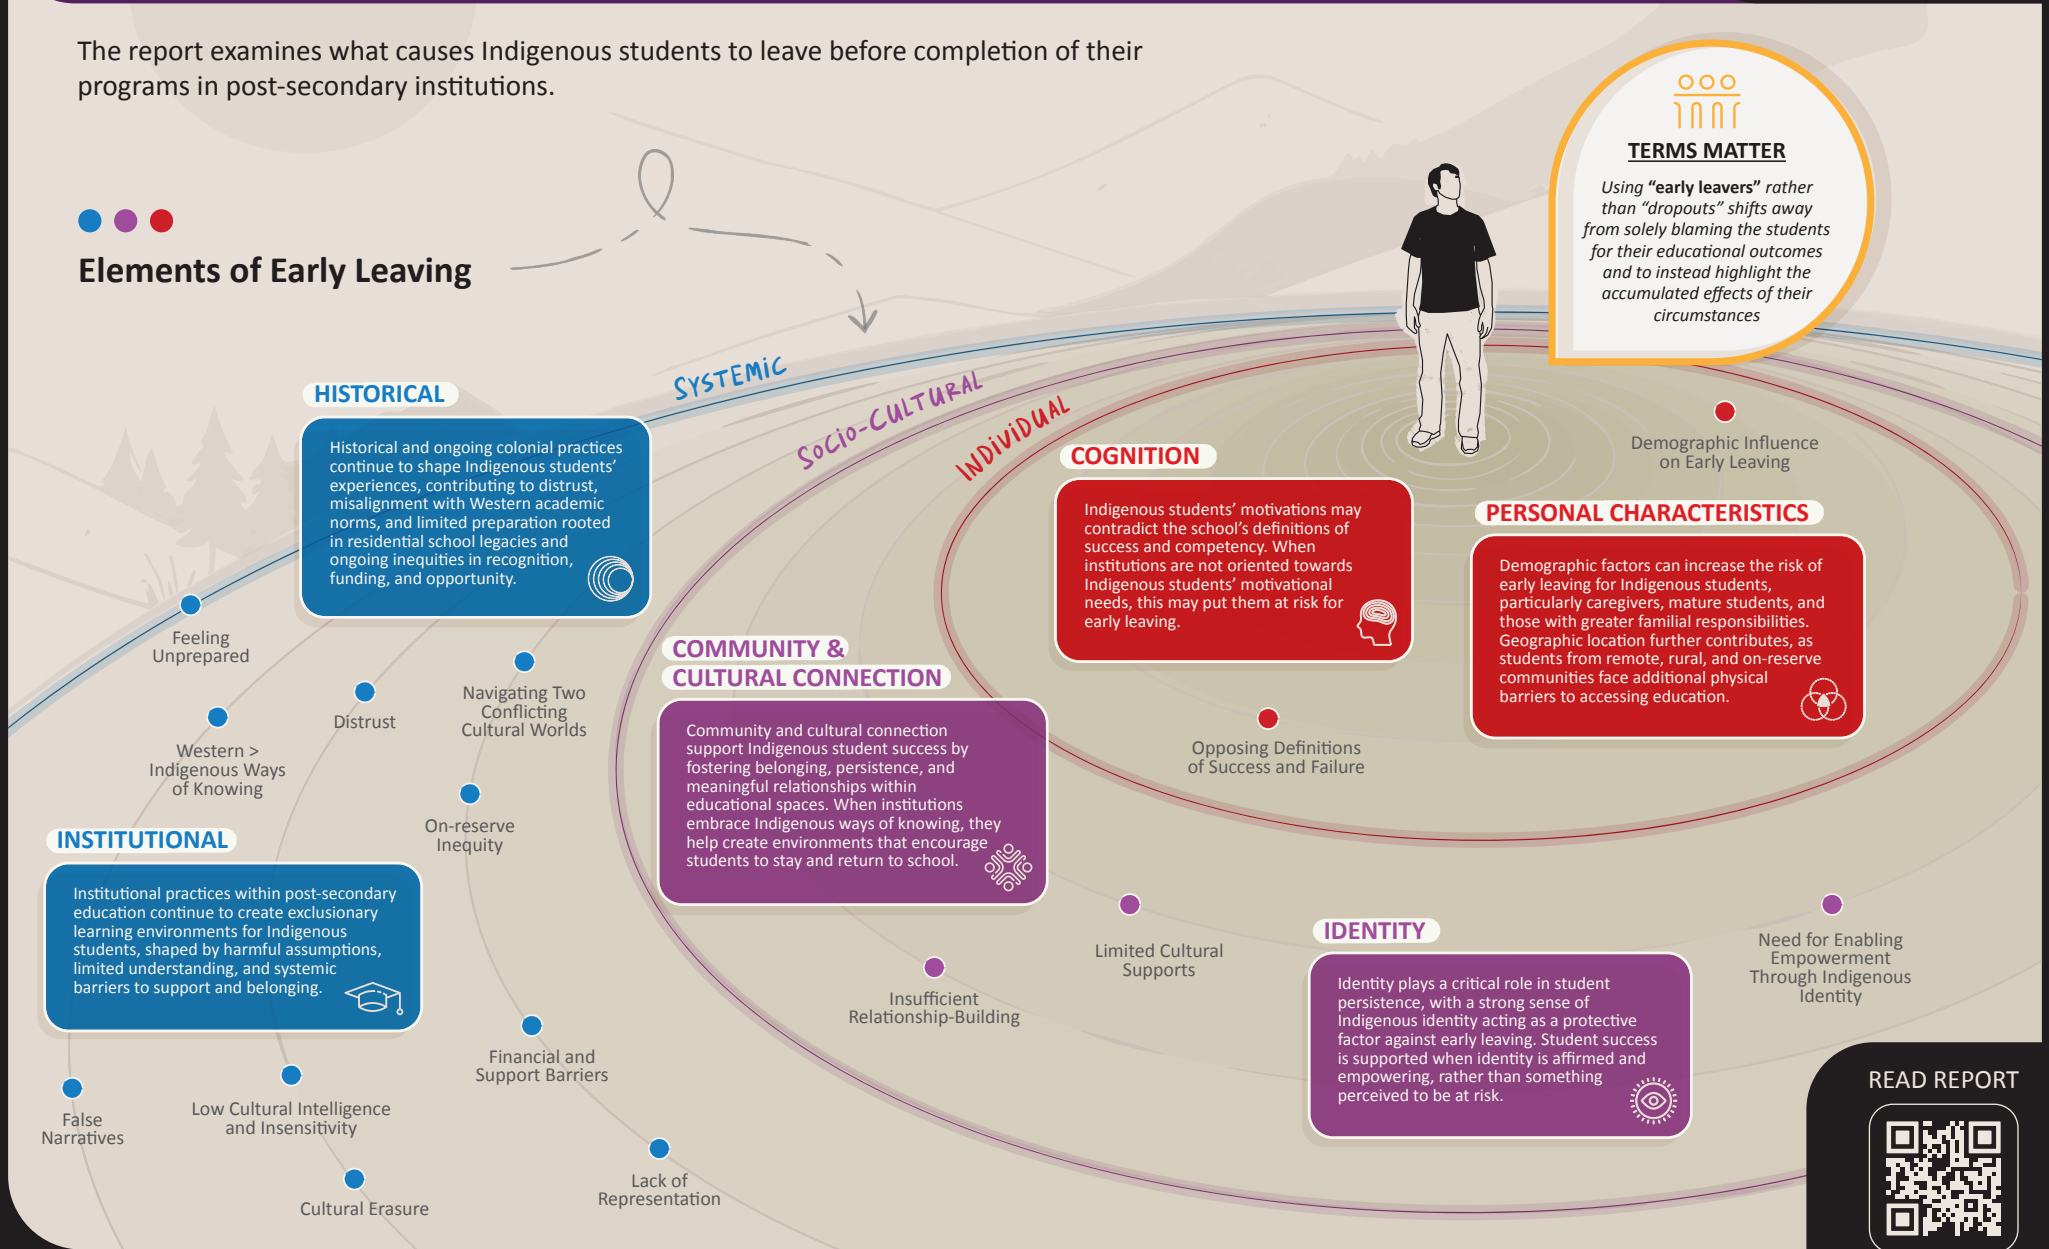 The report examines what causes Indigenous students to leave before completion of their
programs in post-secondary institutions.
TERMS MATTER
Using “early leavers” rather
than “dropouts” shifts away
from solely blaming the students
for their educational outcomes
and to instead highlight the
accumulated effects of their
circumstances
Elements of Early Leaving
SYSTEMIC
SOCIO-CULTURAL
INDIVIDUAL
HISTORICAL
Historical and ongoing colonial practices
continue to shape Indigenous students’
experiences, contributing to distrust,
misalignment with Western academic
norms, and limited preparation rooted
in residential school legacies and
ongoing inequities in recognition,
funding, and opportunity.
Feeling
Unprepared
Distrust
Navigating Two
Conflicting
Cultural Worlds
Western >
Indigenous Ways
of Knowing
On-reserve
Inequity
INSTITUTIONAL
Institutional practices within post-secondary
education continue to create exclusionary
learning environments for Indigenous
students, shaped by harmful assumptions,
limited understanding, and systemic
barriers to support and belonging.
Financial and
Support Barriers
False
Narratives
Low Cultural Intelligence
and Insensitivity
Cultural Erasure
Lack of
Representation
COMMUNITY &
CULTURAL CONNECTION
Community and cultural connection
support Indigenous student success by
fostering belonging, persistence, and
meaningful relationships within
educational spaces. When institutions
embrace Indigenous ways of knowing, they
help create environments that encourage
students to stay and return to school.
Insufficient
Relationship-Building
Limited Cultural
Supports
IDENTITY
Identity plays a critical role in student
persistence, with a strong sense of
Indigenous identity acting as a protective
factor against early leaving. Student success
is supported when identity is affirmed and
empowering, rather than something
perceived to be at risk.
Need for Enabling
Empowerment
Through Indigenous
Identity
COGNITION
Indigenous students’ motivations may
contradict the school’s definitions of
success and competency. When
institutions are not oriented towards
Indigenous students’ motivational
needs, this may put them at risk for
early leaving.
Opposing Definitions
of Success and Failure
Demographic Influence
on Early Leaving
PERSONAL CHARACTERISTICS
Demographic factors can increase the risk of
early leaving for Indigenous students,
particularly caregivers, mature students, and
those with greater familial responsibilities.
Geographic location further contributes, as
students from remote, rural, and on-reserve
communities face additional physical
barriers to accessing education.
READ REPORT